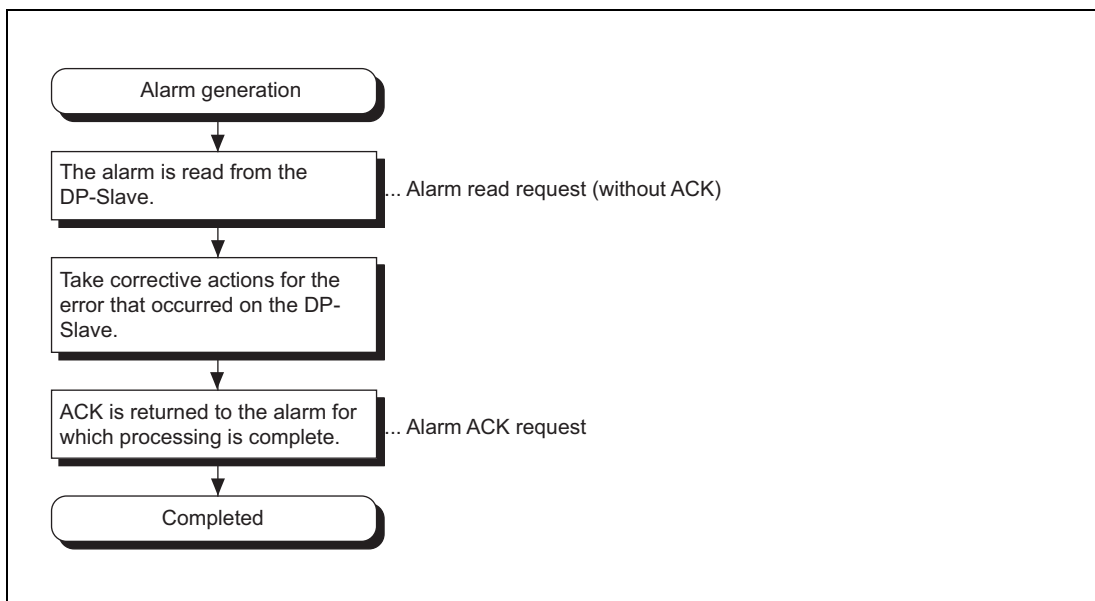 Alarm generation
The alarm is read from the
DP-Slave.
... Alarm read request (without ACK)
Take corrective actions for the
error that occurred on the DP-
Slave.
ACK is returned to the alarm for
which processing is complete.
... Alarm ACK request
Completed